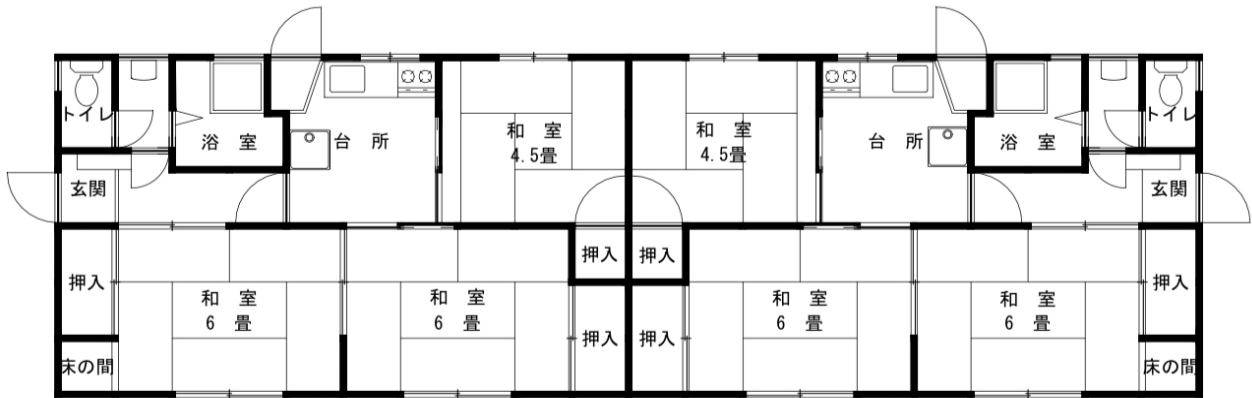 トイレ
浴 室
台 所
和 室
4.5畳
和 室
4.5畳
台 所
浴 室
トイレ
玄関
玄関
押入
押入
押入
押入
和 室
6 畳
和 室
6 畳
和 室
6 畳
和 室
6 畳
押入
押入
押入
床の間
床の間